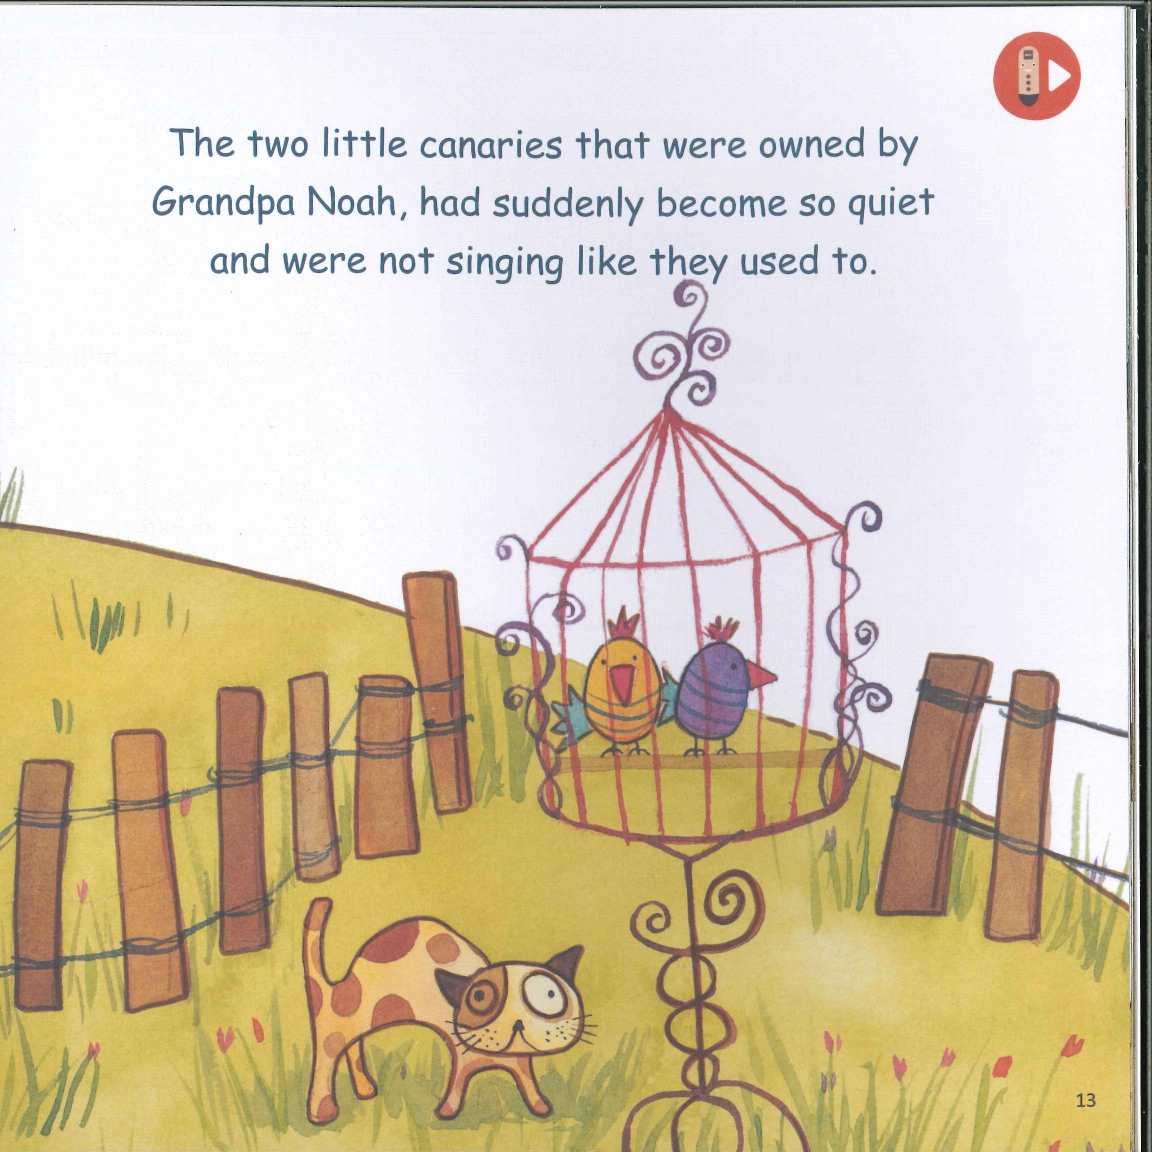 The two little canaries that were owned by
Grandpa Noah, had suddenly become so quiet
and were not singing like they used to.
13